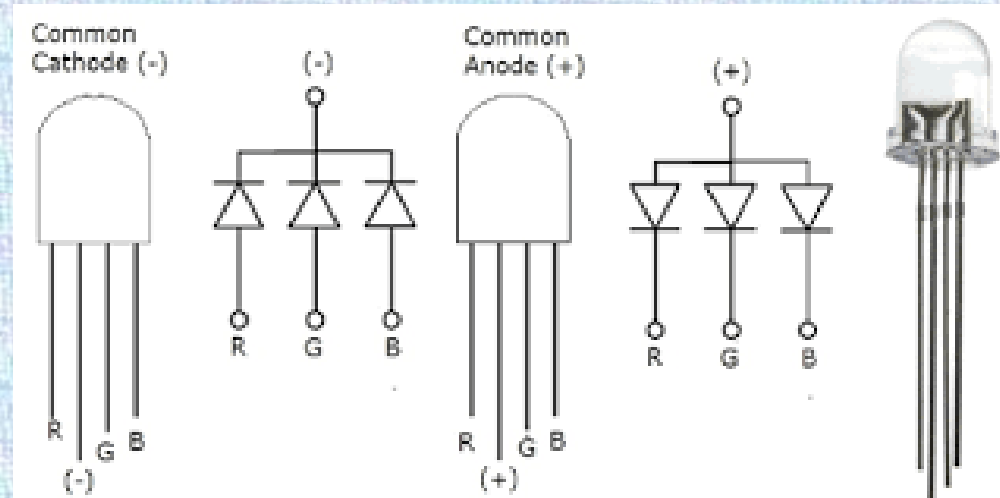 Common
Cathode (-)
(-)
R
G
B
R
(-)
G
B
Common
Anode (+)
(+)
R
G
B
R
(+)
G
B